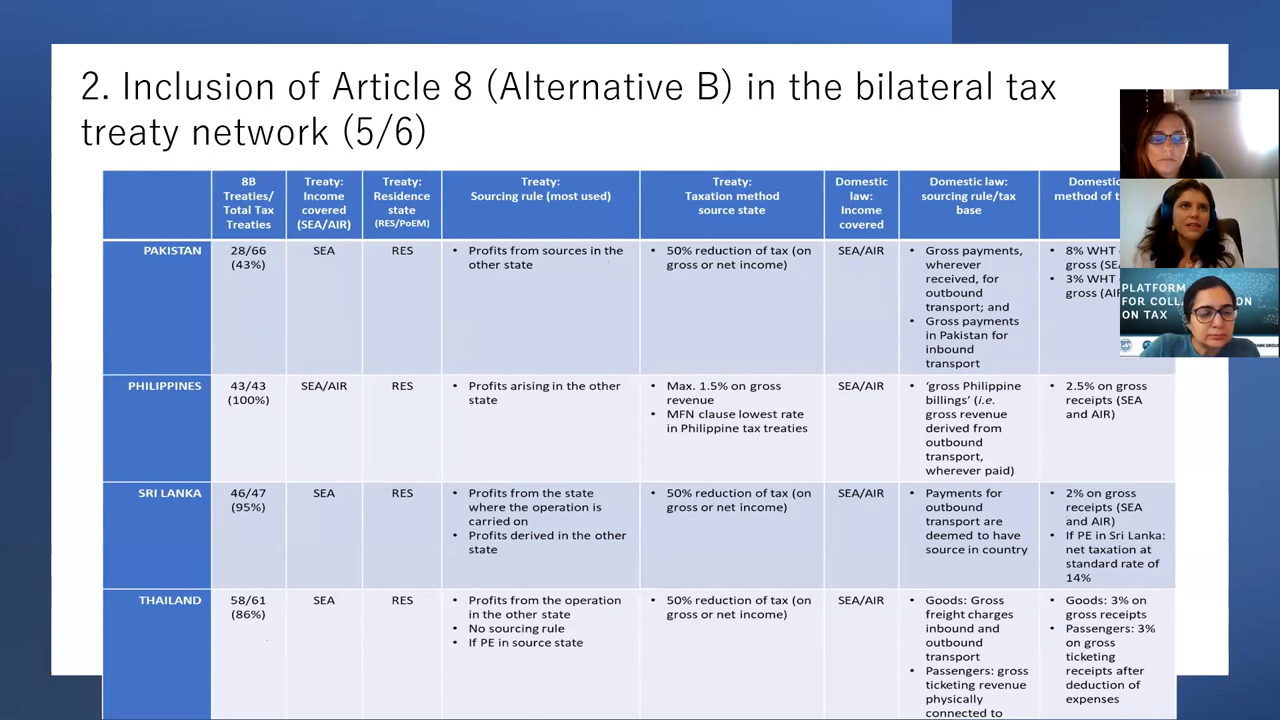 2. Inclusion of Article 8 (Alternative B) in the bilateral tax
treaty network (5/6)
8B
Treaties/
Total Tax
Treaties
Treaty:
Income
covered
(SEA/AIR)
Treaty:
Residence
state
(RES/PoEM)
Treaty:
Sourcing rule (most used)
Treaty:
Taxation method
source state
Domestic
law:
Income
covered
Domestic law:
sourcing rule/tax
base
Domestic
method of
PAKISTAN
28/66
(43%)
SEA
RES
• Profits from sources in the
other state
• 50% reduction of tax (on
gross or net income)
SEA/AIR
• Gross payments,
wherever
received, for
outbound
transport; and
• Gross payments
in Pakistan for
inbound
transport
• 8% WHT
gross
• 3% WHT
gross
PHILIPPINES
43/43
(100%)
SEA/AIR
RES
• Profits arising in the other
state
• Max. 1.5% on gross
revenue
• MFN clause lowest rate
in Philippine tax treaties
SEA/AIR
• ‘gross Philippine
billings’ (i.e.
gross revenue
derived from
outbound
transport,
wherever paid)
• 2.5% on gross
receipts (SEA
and AIR)
SRI LANKA
46/47
(95%)
SEA
RES
• Profits from the state
where the operation is
carried on
• Profits derived in the other
state
• 50% reduction of tax (on
gross or net income)
SEA/AIR
• Payments for
outbound
transport are
deemed to have
source in country
• 2% on gross
receipts (SEA
and AIR)
• If PE in Sri Lanka:
net taxation at
standard rate of
14%
THAILAND
58/61
(86%)
SEA
RES
• Profits from the operation
in the other state
• No sourcing rule
• If PE in source state
• 50% reduction of tax (on
gross or net income)
SEA/AIR
• Goods: Gross
freight charges
inbound and
outbound
transport
• Passengers: gross
ticketing revenue
physically
connected to
• Goods: 3% on
gross receipts
• Passengers: 3%
on gross
ticketing
receipts after
deduction of
expenses
PLATFORM
FOR ON
ON TAX